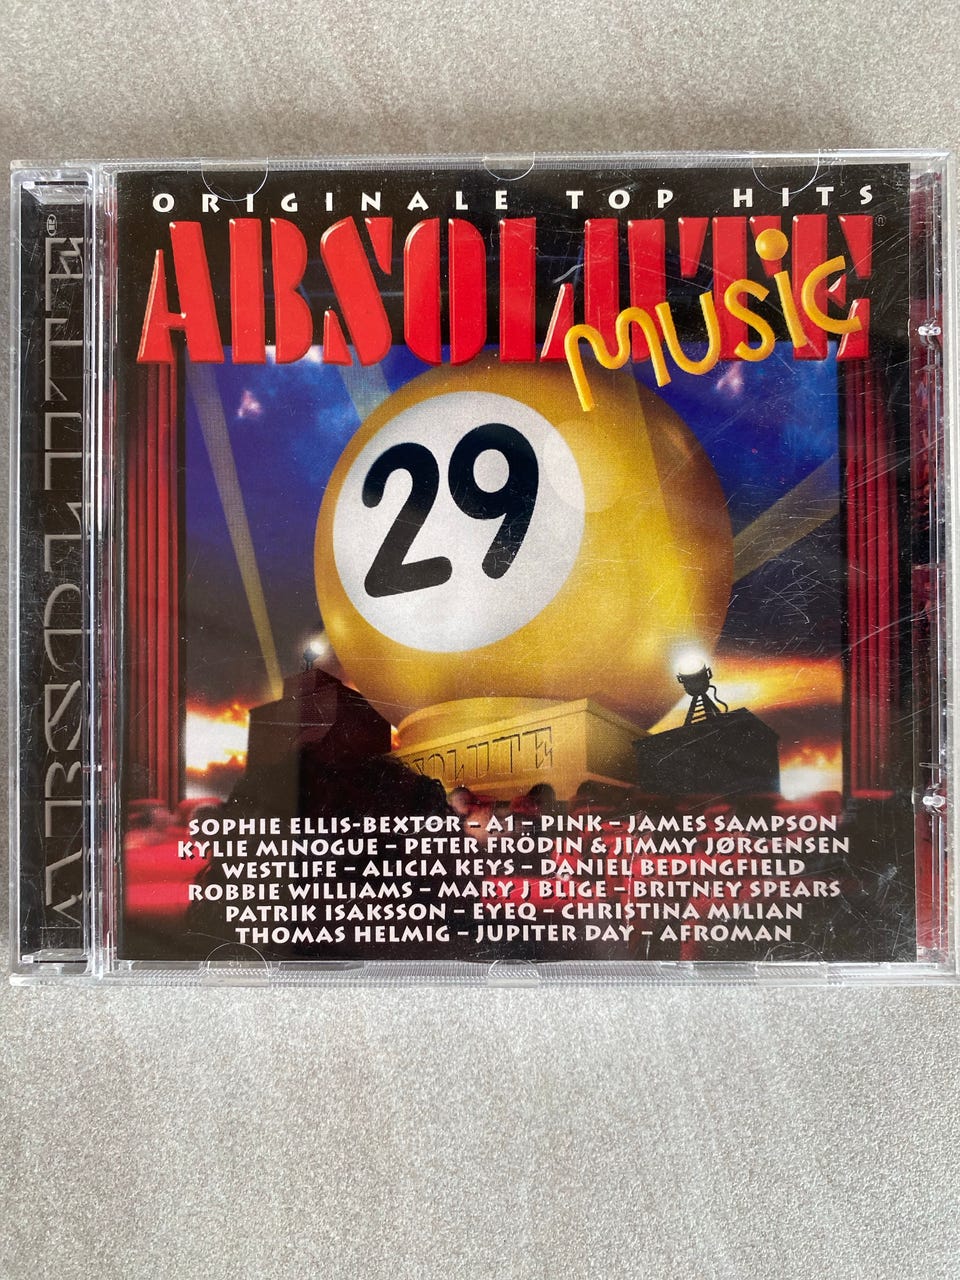 ORIGINALE TOP HITS
ABSOLUTE
music
29
ABSOLUTE
SOPHIE ELLIS-BEXTOR – A1 – PINK – JAMES SAMPSON
KYLIE MINOGUE – PETER FRÖDIN & JIMMY JØRGENSEN
WESTLIFE – ALICIA KEYS – DANIEL BEDINGFIELD
ROBBIE WILLIAMS – MARY J BLIGE – BRITNEY SPEARS
PATRIK ISAKSSON – EYEQ – CHRISTINA MILIAN
THOMAS HELMIG – JUPITER DAY – AFROMAN
ABSOLUTE